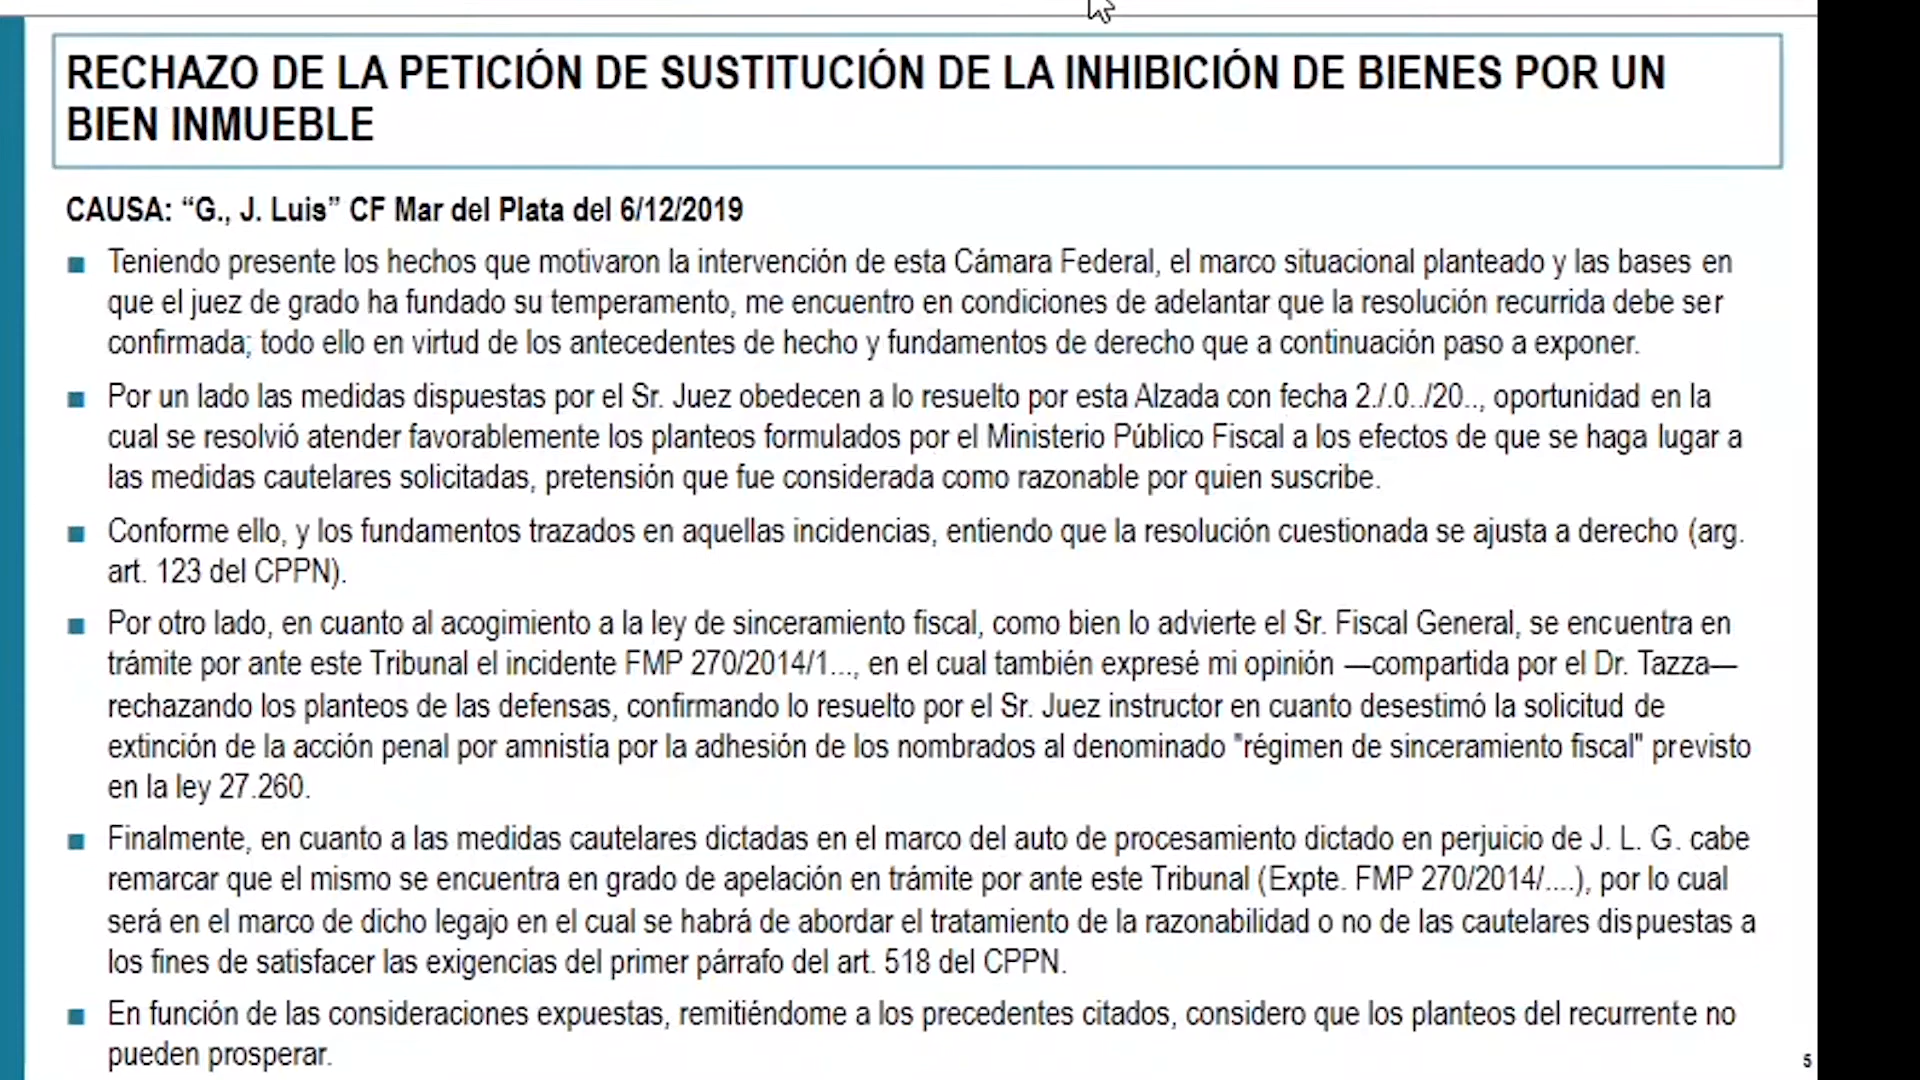 RECHAZO DE LA PETICIÓN DE SUSTITUCIÓN DE LA INHIBICIÓN DE BIENES POR UN
BIEN INMUEBLE
CAUSA: “G., J. Luis” CF Mar del Plata del 6/12/2019
Teniendo presente los hechos que motivaron la intervención de esta Cámara Federal, el marco situacional planteado y las bases en
que el juez de grado ha fundado su temperamento, me encuentro en condiciones de adelantar que la resolución recurrida debe ser
confirmada; todo ello en virtud de los antecedentes de hecho y fundamentos de derecho que a continuación paso a exponer.
Por un lado las medidas dispuestas por el Sr. Juez obedecen a lo resuelto por esta Alzada con fecha 2./.0../20.., oportunidad en la
cual se resolvió atender favorablemente los planteos formulados por el Ministerio Público Fiscal a los efectos de que se haga lugar a
las medidas cautelares solicitadas, pretensión que fue considerada como razonable por quien suscribe.
Conforme ello, y los fundamentos trazados en aquellas incidencias, entiendo que la resolución cuestionada se ajusta a derecho (arg.
art. 123 del CPPN).
Por otro lado, en cuanto al acogimiento a la ley de sinceramiento fiscal, como bien lo advierte el Sr. Fiscal General, se encuentra en
trámite por ante este Tribunal el incidente FMP 270/2014/1..., en el cual también expresé mi opinión —compartida por el Dr. Tazza—
rechazando los planteos de las defensas, confirmando lo resuelto por el Sr. Juez instructor en cuanto desestimó la solicitud de
extinción de la acción penal por amnistía por la adhesión de los nombrados al denominado "régimen de sinceramiento fiscal" previsto
en la ley 27.260.
Finalmente, en cuanto a las medidas cautelares dictadas en el marco del auto de procesamiento dictado en perjuicio de J. L. G. cabe
remarcar que el mismo se encuentra en grado de apelación en trámite por ante este Tribunal (Expte. FMP 270/2014/....), por lo cual
será en el marco de dicho legajo en el cual se habrá de abordar el tratamiento de la razonabilidad o no de las cautelares dispuestas a
los fines de satisfacer las exigencias del primer párrafo del art. 518 del CPPN.
En función de las consideraciones expuestas, remitiéndome a los precedentes citados, considero que los planteos del recurrente no
pueden prosperar.
5